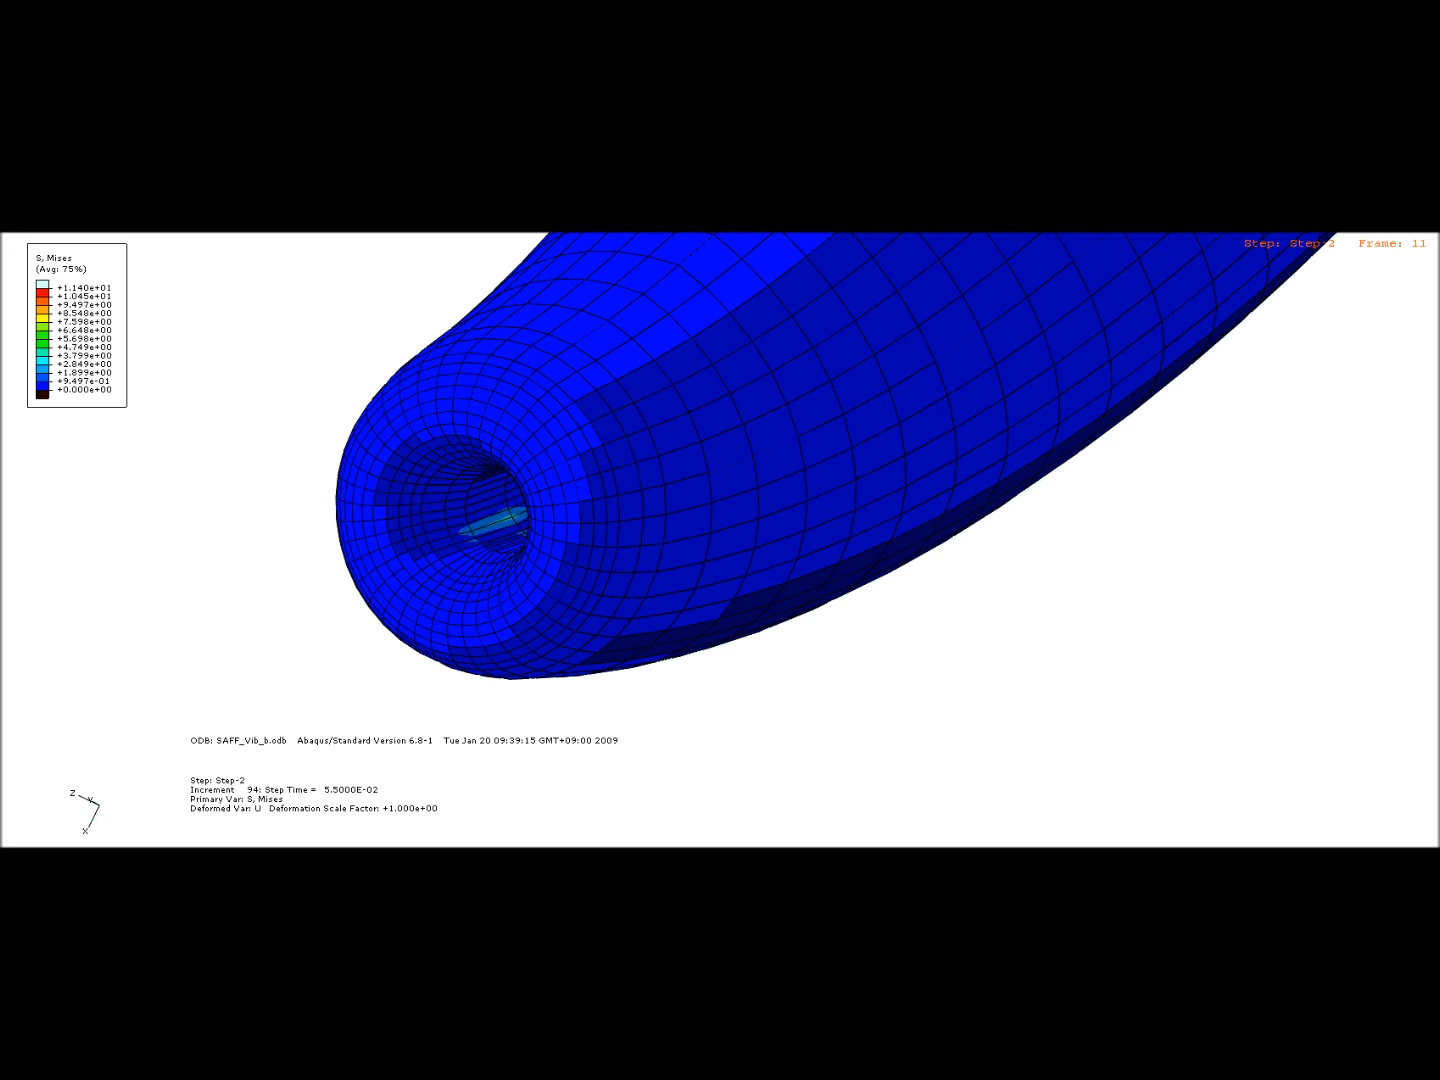 Step: Step-2 Frame: 11
S, Mises
(Avg: 75%)
+1.140e+01
+1.045e+01
+9.497e+00
+8.548e+00
+7.598e+00
+6.648e+00
+5.698e+00
+4.749e+00
+3.799e+00
+2.849e+00
+1.899e+00
+9.497e-01
+0.000e+00
ODB: SAFF_Vib_b.odb Abaqus/Standard Version 6.8-1 Tue Jan 20 09:39:15 GMT+09:00 2009
Step: Step-2
Increment 94: Step Time = 5.5000E-02
Primary Var: S, Mises
Deformed Var: U Deformation Scale Factor: +1.000e+00
Z
Y
X